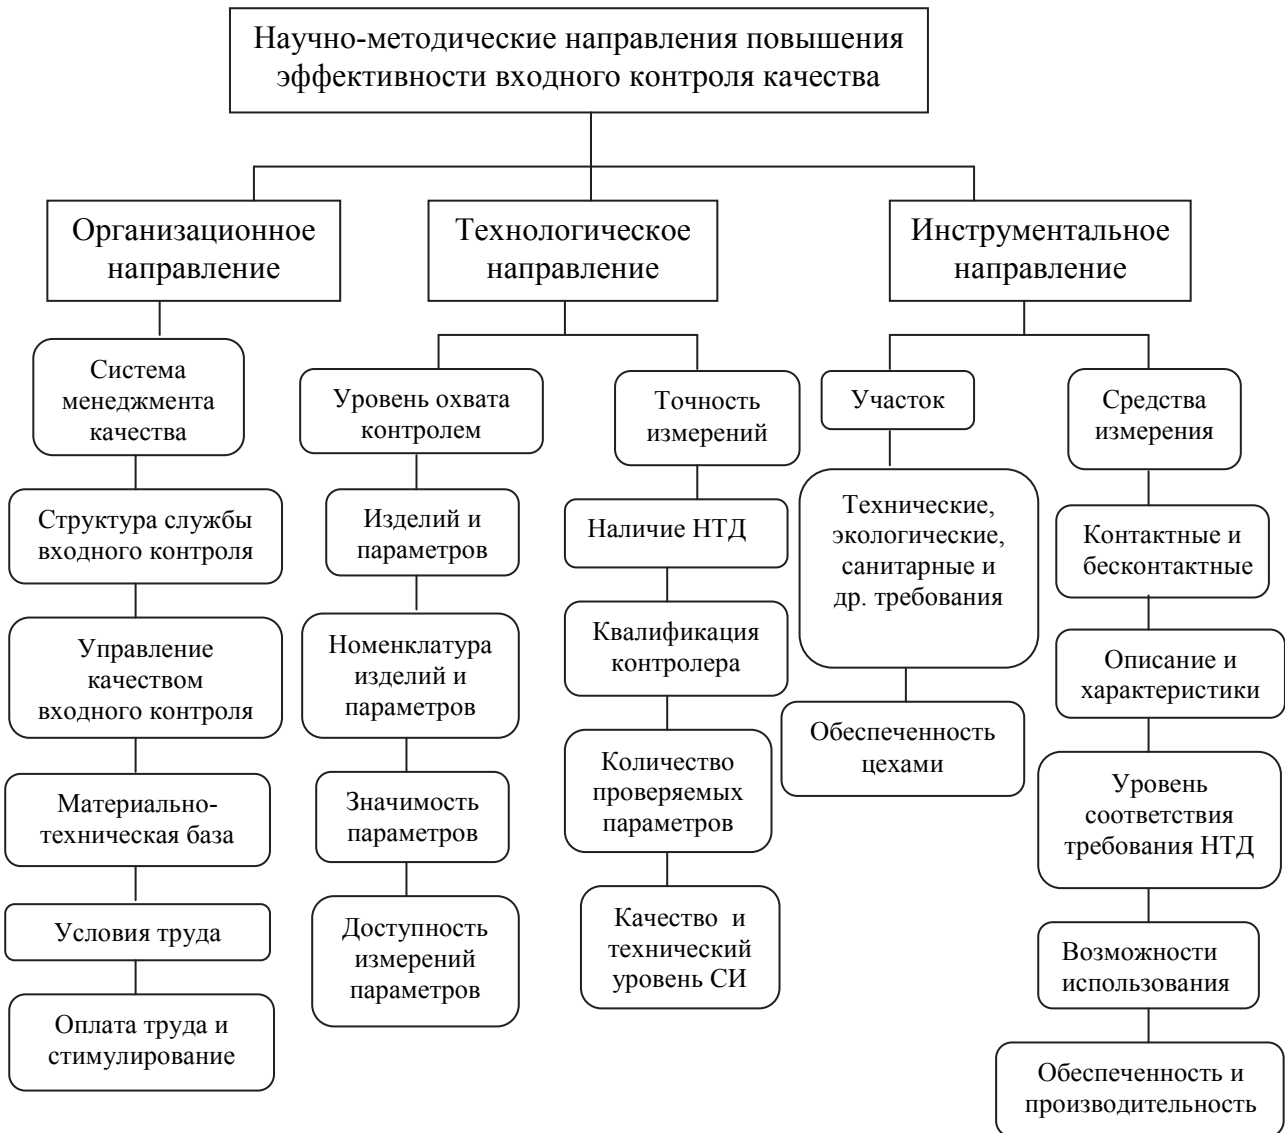 Научно-методические направления повышения
эффективности входного контроля качества
Организационное
направление
Технологическое
направление
Инструментальное
направление
Система
менеджмента
качества
Структура службы
входного контроля
Управление
качеством
входного контроля
Материально-
техническая база
Условия труда
Оплата труда и
стимулирование
Уровень охвата
контролем
Изделий и
параметров
Номенклатура
изделий и
параметров
Значимость
параметров
Доступность
измерений
параметров
Точность
измерений
Наличие НТД
Квалификация
контролера
Количество
проверяемых
параметров
Качество и
технический
уровень СИ
Участок
Технические,
экологические,
санитарные и
др. требования
Обеспеченность
цехами
Средства
измерения
Контактные и
бесконтактные
Описание и
характеристики
Уровень
соответствия
требования НТД
Возможности
использования
Обеспеченность и
производительность